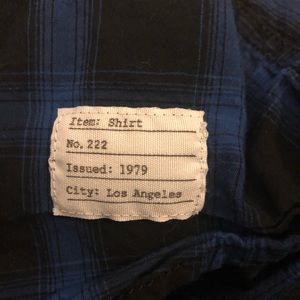 Item: Shirt
No. 222
Issued: 1979
City: Los Angeles